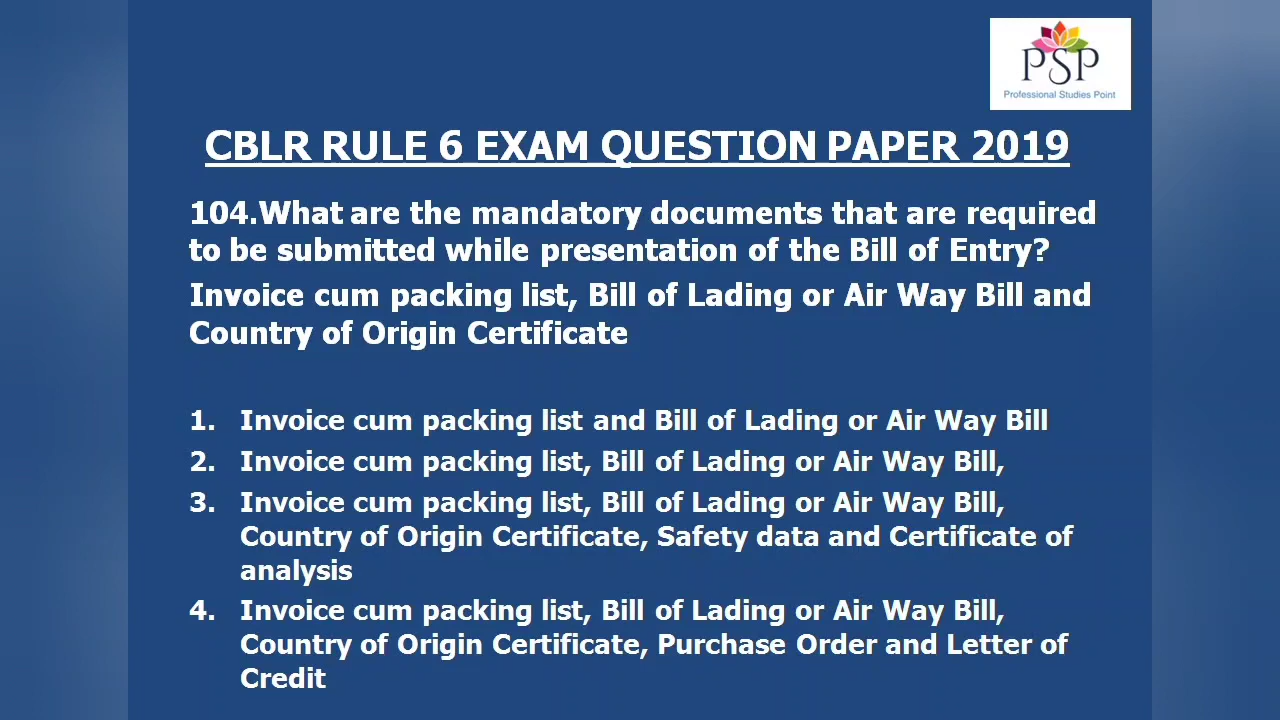 PSP
Professional Studies Point
CBLR RULE 6 EXAM QUESTION PAPER 2019
104.What are the mandatory documents that are required
to be submitted while presentation of the Bill of Entry?
Invoice cum packing list, Bill of Lading or Air Way Bill and
Country of Origin Certificate
1. Invoice cum packing list and Bill of Lading or Air Way Bill
2. Invoice cum packing list, Bill of Lading or Air Way Bill,
3. Invoice cum packing list, Bill of Lading or Air Way Bill,
Country of Origin Certificate, Safety data and Certificate of
analysis
4. Invoice cum packing list, Bill of Lading or Air Way Bill,
Country of Origin Certificate, Purchase Order and Letter of
Credit